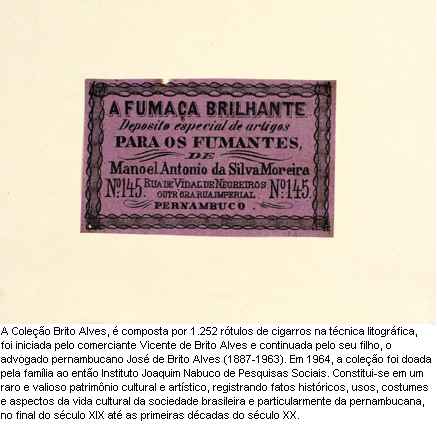 A FUMAÇA BRILHANTE
Deposito especial de artigos
PARA OS FUMANTES,
DE
Manoel Antonio da Silva Moreira
Nº 145. RUA DE VIDAL DE NEGREIROS Nº 145.
OUTR'ORA RUA IMPERIAL
PERNAMBUCO
A Coleção Brito Alves, é composta por 1.252 rótulos de cigarros na técnica litográfica,
foi iniciada pelo comerciante Vicente de Brito Alves e continuada pelo seu filho, o
advogado pernambucano José de Brito Alves (1887-1963). Em 1964, a coleção foi doada
pela família ao então Instituto Joaquim Nabuco de Pesquisas Sociais. Constitui-se em um
raro e valioso patrimônio cultural e artístico, registrando fatos históricos, usos, costumes
e aspectos da vida cultural da sociedade brasileira e particularmente da pernambucana,
no final do século XIX até as primeiras décadas do século XX.